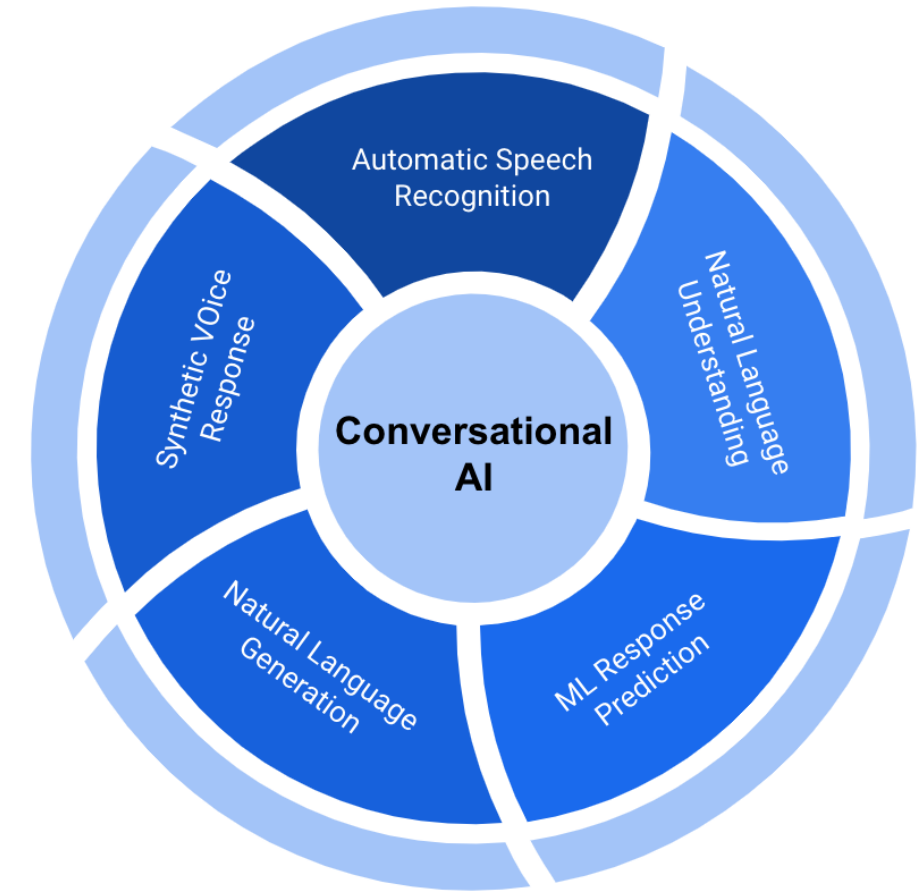 Automatic Speech
Recognition
Natural Language
Understanding
ML Response
Prediction
Natural Language
Generation
Synthetic VOice
Response
Conversational
AI